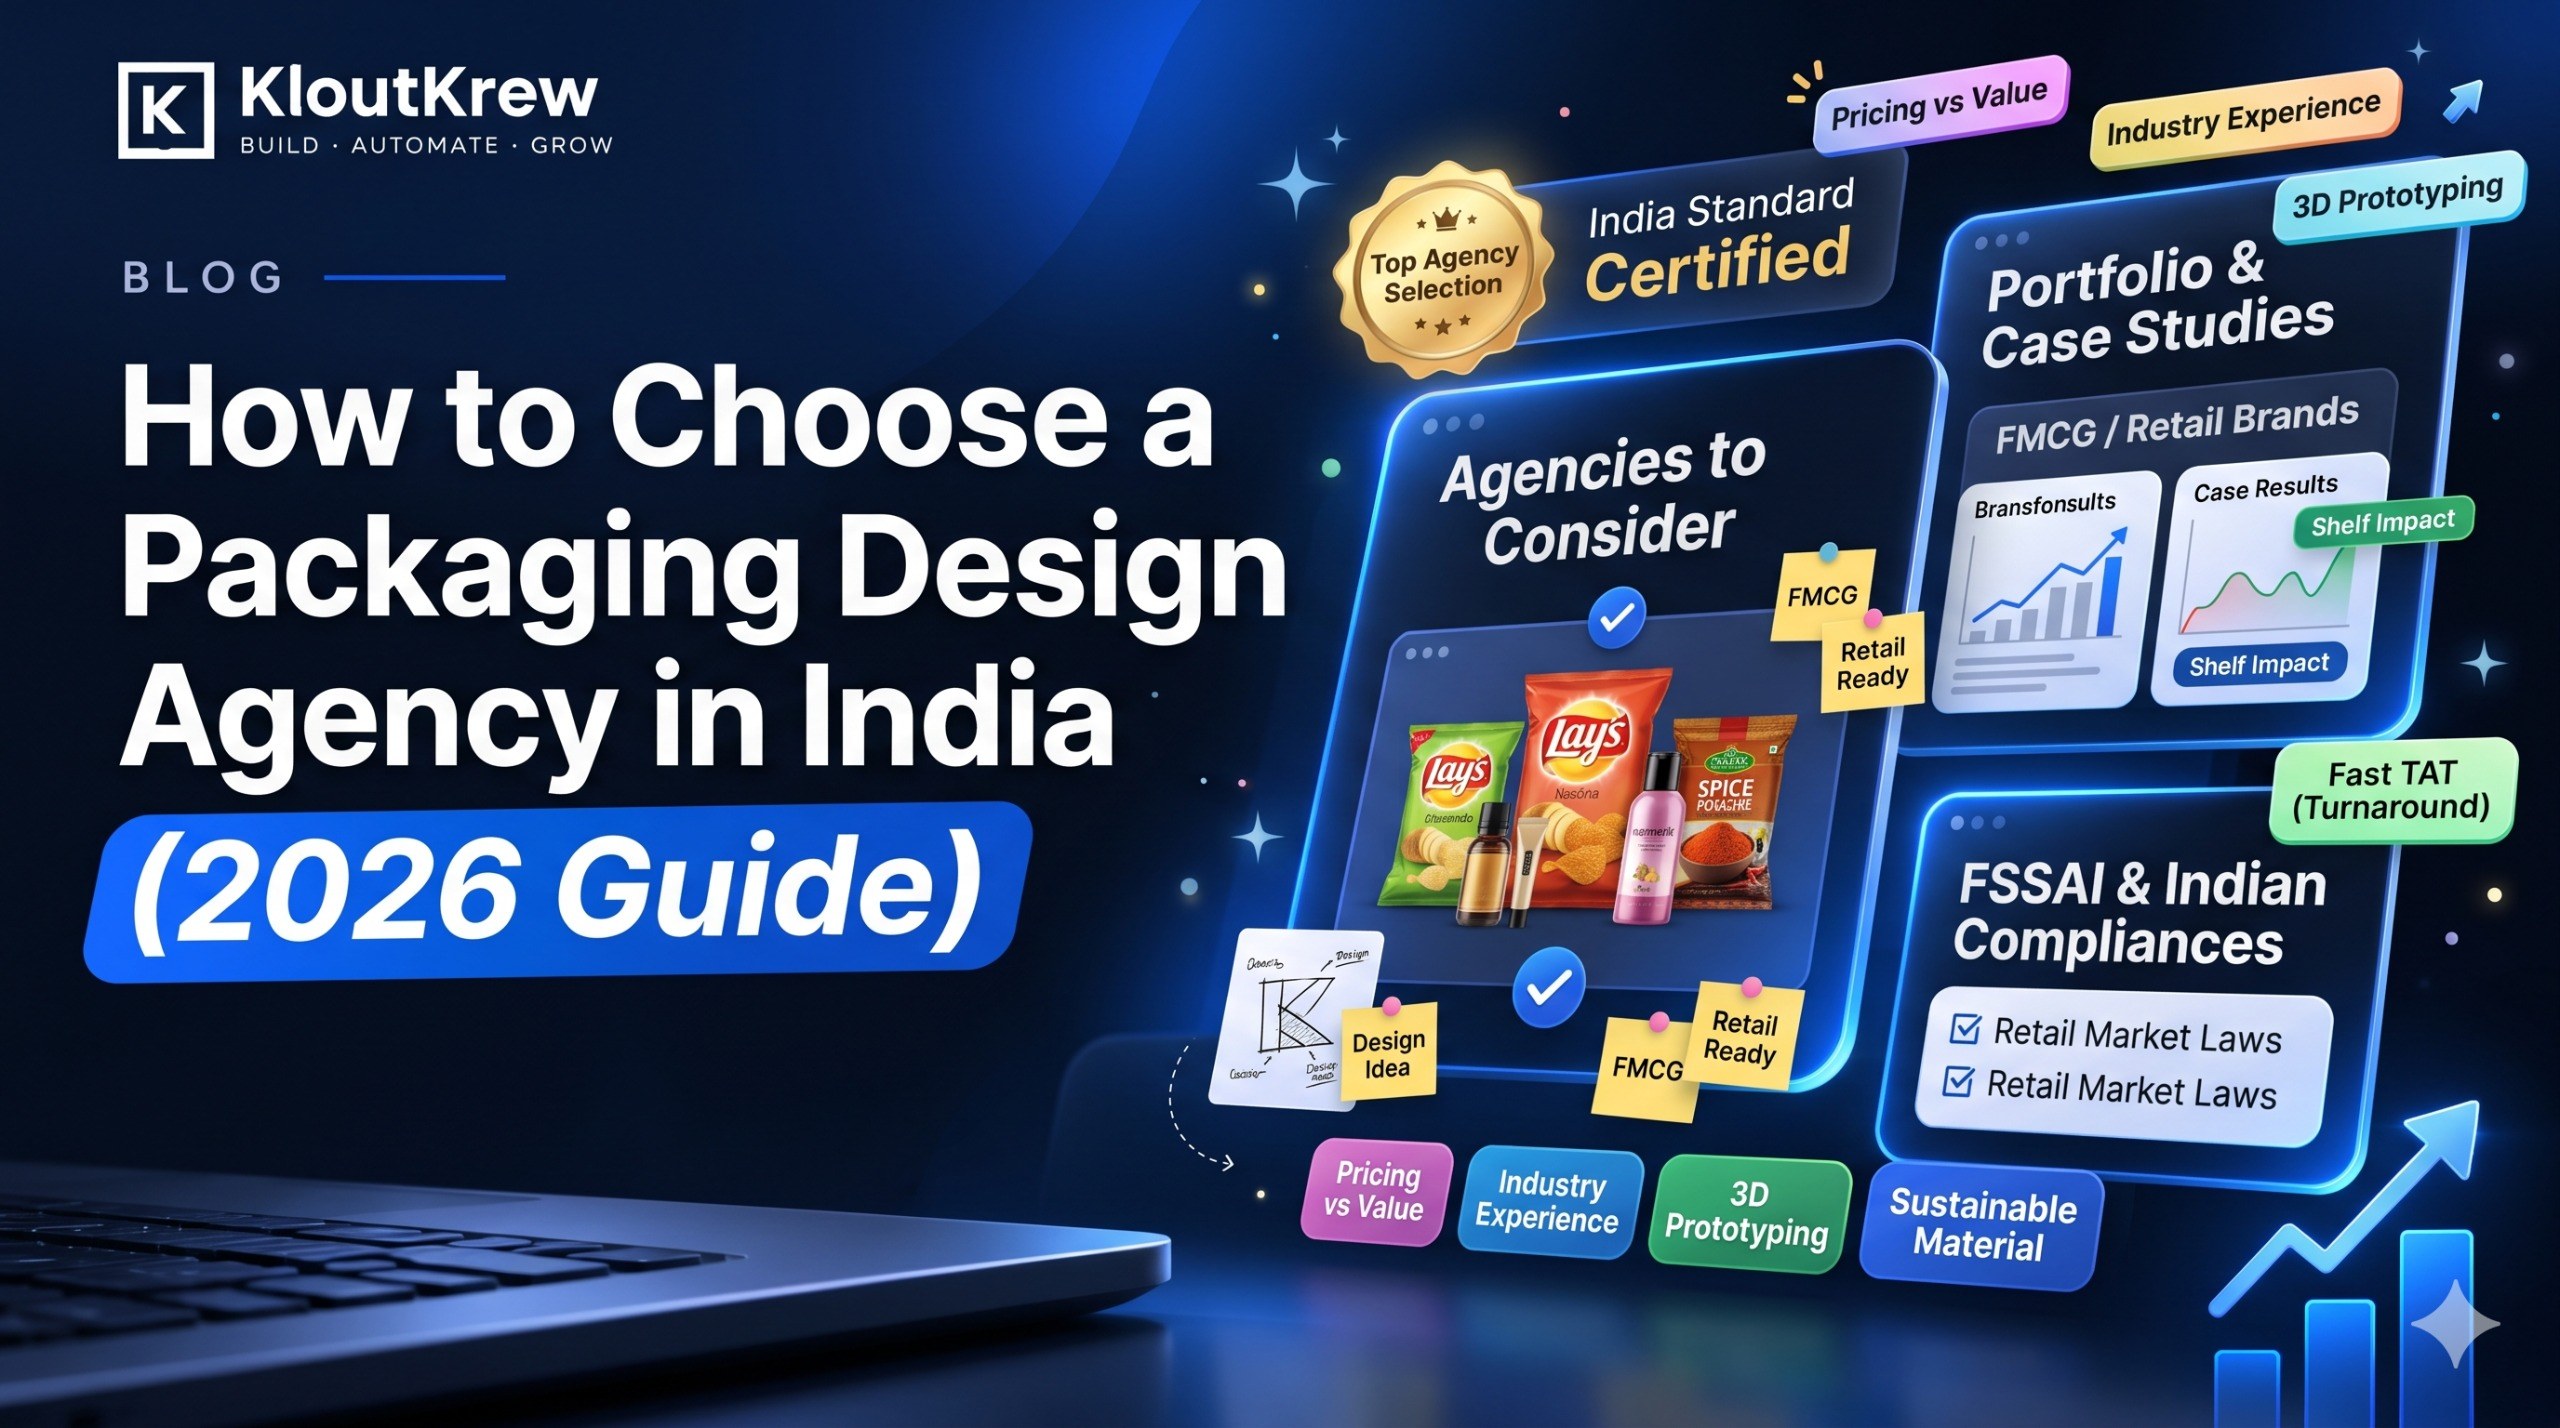 K
KloutKrew
BUILD · AUTOMATE · GROW
BLOG
How to Choose a
Packaging Design
Agency in India
(2026 Guide)
Pricing vs Value
Industry Experience
3D Prototyping
Top Agency
Selection
India Standard
Certified
Portfolio &
Case Studies
FMCG / Retail Brands
Bransfonsults
Case Results
Shelf Impact
Shelf Impact
Agencies to
Consider
FMCG
Retail
Ready
Lay's
Lay's
Nasóna
SPICE
Fast TAT
(Turnaround)
FSSAI & Indian
Compliances
Retail Market Laws
Retail Market Laws
Design
K
Design
Idea
FMCG
Retail
Ready
Pricing
vs Value
Industry
Experience
3D
Prototyping
Sustainable
Material